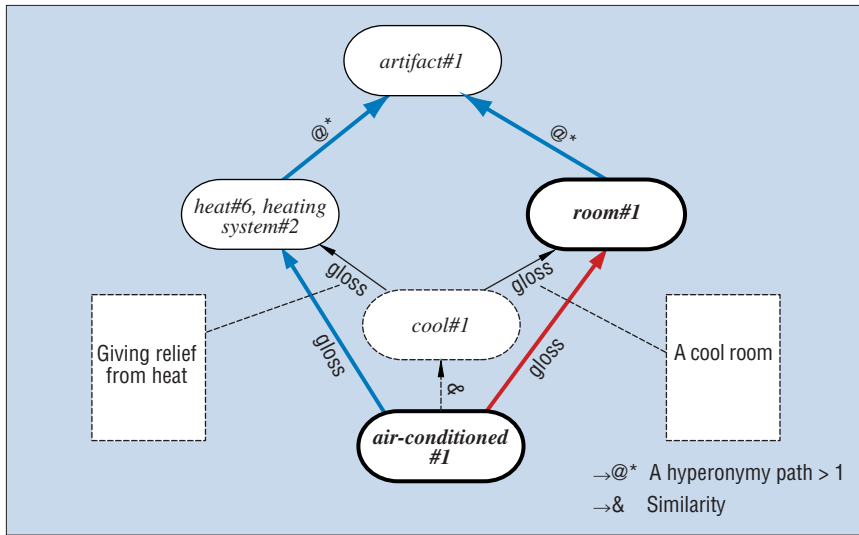 artifact#1
@*
@*
heat#6, heating
system#2
room#1
gloss
gloss
Giving relief
from heat
cool#1
A cool room
gloss
&
gloss
air-conditioned
#1
→@* A hyperonymy path > 1
→& Similarity